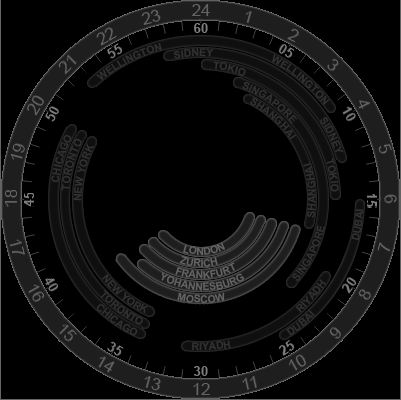 24
1
2
3
4
5
6
7
8
9
10
11
12
13
14
15
16
17
18
19
20
21
22
23
60
05
10
15
20
25
30
35
40
45
50
55
WELLINGTON
WELLINGTON
SiDNEY
SiDNEY
TOKIO
TOKIO
SINGAPORE
SINGAPORE
SHANGHAI
SHANGHAI
DUBAI
DUBAI
RIYADH
RIYADH
CHICAGO
TORONTO
NEW YORK
NEW YORK
TORONTO
CHICAGO
LONDON
ZURICH
FRANKFURT
YOHANNESBURG
MOSCOW